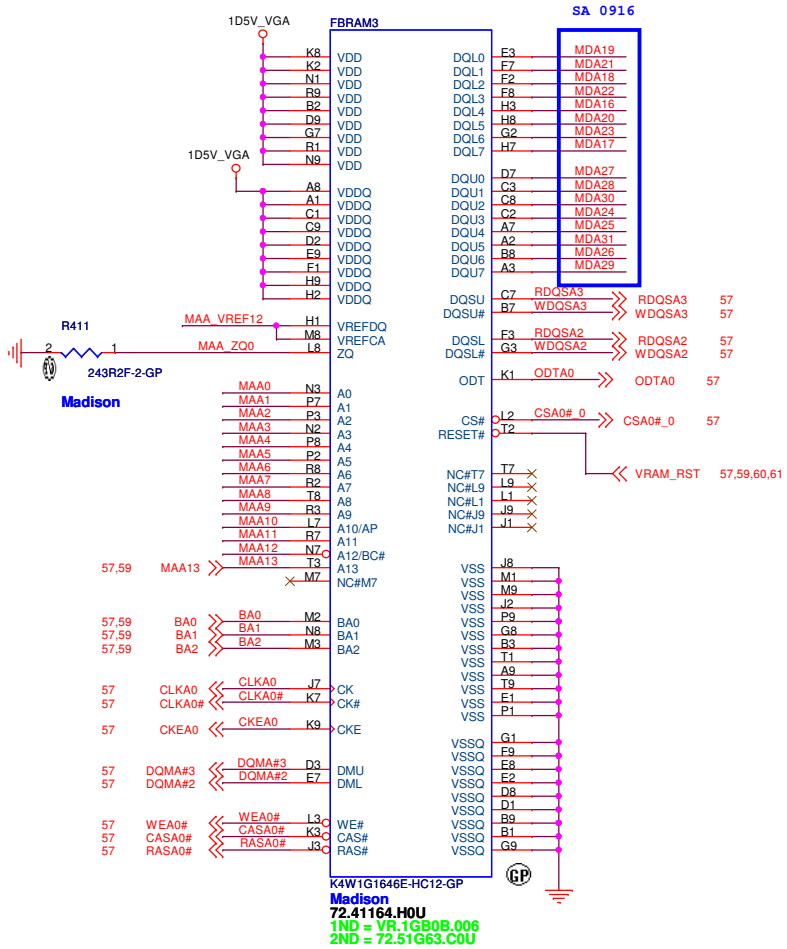 SA 0916
1D5V_VGA
FBRAM3
K8 VDD DQL0 E3 MDA19
K2 VDD DQL1 F7 MDA21
N1 VDD DQL2 F2 MDA18
R9 VDD DQL3 F8 MDA22
B2 VDD DQL4 H3 MDA16
D9 VDD DQL5 H8 MDA20
G7 VDD DQL6 G2 MDA23
R1 VDD DQL7 H7 MDA17
N9 VDD
1D5V_VGA
A8 VDDQ DQU0 D7 MDA27
A1 VDDQ DQU1 C3 MDA28
C1 VDDQ DQU2 C8 MDA30
C9 VDDQ DQU3 C2 MDA24
D2 VDDQ DQU4 A7 MDA25
E9 VDDQ DQU5 A2 MDA31
F1 VDDQ DQU6 B8 MDA26
H9 VDDQ DQU7 A3 MDA29
H2 VDDQ
DQSU C7 RDQSA3 RDQSA3 57
DQSU# B7 WDQSA3 WDQSA3 57
MAA_VREF12 H1 VREFDQ
M8 VREFCA
DQSL F3 RDQSA2 RDQSA2 57
DQSL# G3 WDQSA2 WDQSA2 57
R411
2 1 MAA_ZQ0 L8 ZQ
243R2F-2-GP
Madison
ODT K1 ODTA0 ODTA0 57
MAA0 N3 A0
MAA1 P7 A1
MAA2 P3 A2
MAA3 N2 A3
MAA4 P8 A4
MAA5 P2 A5
MAA6 R8 A6
MAA7 R2 A7
MAA8 T8 A8
MAA9 R3 A9
MAA10 L7 A10/AP
MAA11 R7 A11
MAA12 N7 A12/BC#
57,59 MAA13 MAA13 T3 A13
M7 NC#M7
CS# L2 CSA0#_0 CSA0#_0 57
RESET# T2
VRAM_RST 57,59,60,61
NC#T7 T7
NC#L9 L9
NC#L1 L1
NC#J9 J9
NC#J1 J1
VSS J8
VSS M1
VSS M9
VSS J2
VSS P9
VSS G8
VSS B3
VSS T1
VSS A9
VSS T9
VSS E1
VSS P1
57,59 BA0 BA0 M2 BA0
57,59 BA1 BA1 N8 BA1
57,59 BA2 BA2 M3 BA2
57 CLKA0 CLKA0 J7 CK
57 CLKA0# CLKA0# K7 CK#
57 CKEA0 CKEA0 K9 CKE
57 DQMA#3 DQMA#3 D3 DMU
57 DQMA#2 DQMA#2 E7 DML
57 WEA0# WEA0# L3 WE#
57 CASA0# CASA0# K3 CAS#
57 RASA0# RASA0# J3 RAS#
VSSQ G1
VSSQ F9
VSSQ E8
VSSQ E2
VSSQ D8
VSSQ D1
VSSQ B9
VSSQ B1
VSSQ G9
GP
K4W1G1646E-HC12-GP
Madison
72.41164.H0U
1ND = VR.1GB0B.006
2ND = 72.51G63.C0U